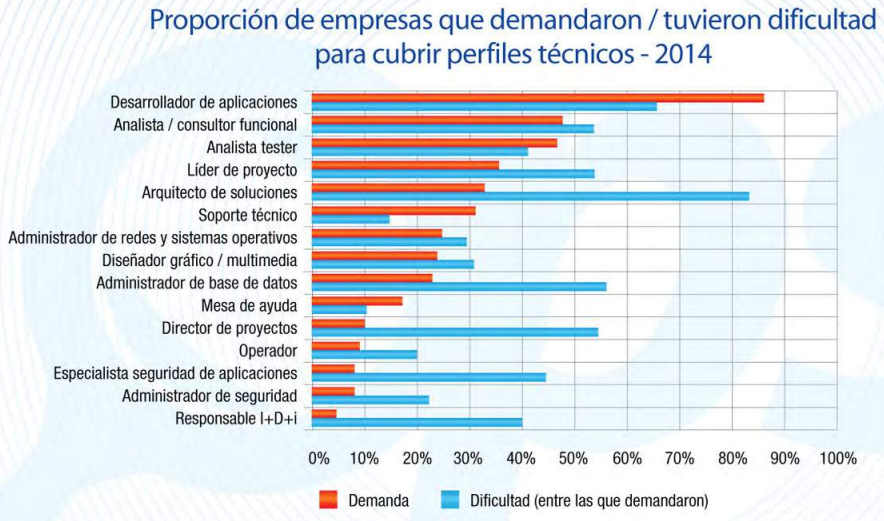 Proporción de empresas que demandaron / tuvieron dificultad
para cubrir perfiles técnicos - 2014
Desarrollador de aplicaciones
Analista / consultor funcional
Analista tester
Líder de proyecto
Arquitecto de soluciones
Soporte técnico
Administrador de redes y sistemas operativos
Diseñador gráfico / multimedia
Administrador de base de datos
Mesa de ayuda
Director de proyectos
Operador
Especialista seguridad de aplicaciones
Administrador de seguridad
Responsable I+D+i
0% 10% 20% 30% 40% 50% 60% 70% 80% 90% 100%
Demanda Dificultad (entre las que demandaron)